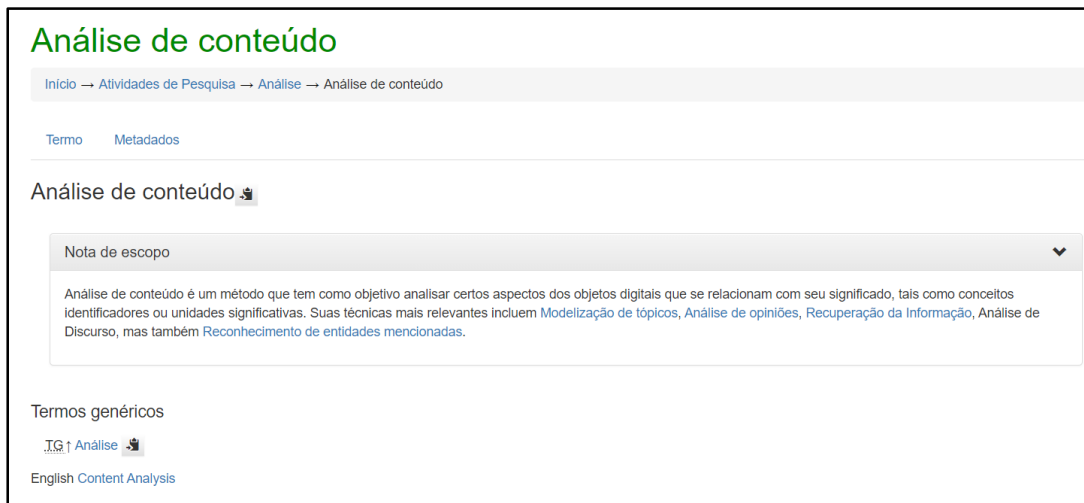 Análise de conteúdo
Início → Atividades de Pesquisa → Análise → Análise de conteúdo
Termo Metadados
Análise de conteúdo
Nota de escopo
Análise de conteúdo é um método que tem como objetivo analisar certos aspectos dos objetos digitais que se relacionam com seu significado, tais como conceitos
identificadores ou unidades significativas. Suas técnicas mais relevantes incluem Modelização de tópicos, Análise de opiniões, Recuperação da Informação, Análise de
Discurso, mas também Reconhecimento de entidades mencionadas.
Termos genéricos
TG↑ Análise
English Content Analysis